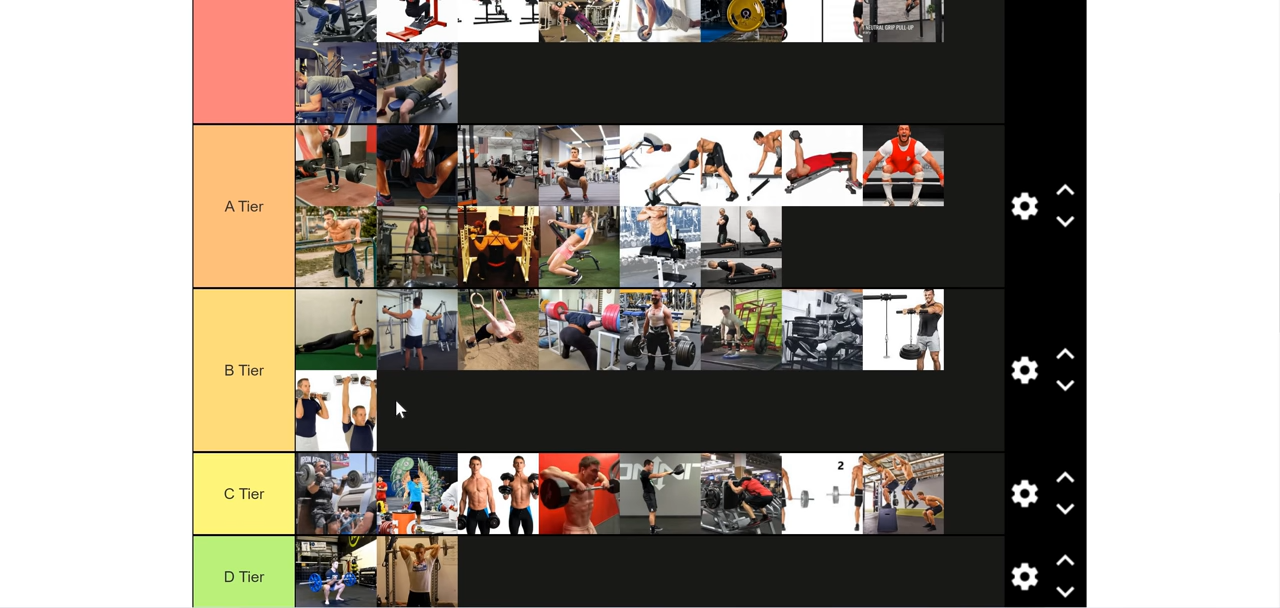 NEUTRAL GRIP PULL-UP
A Tier
B Tier
2
C Tier
D Tier